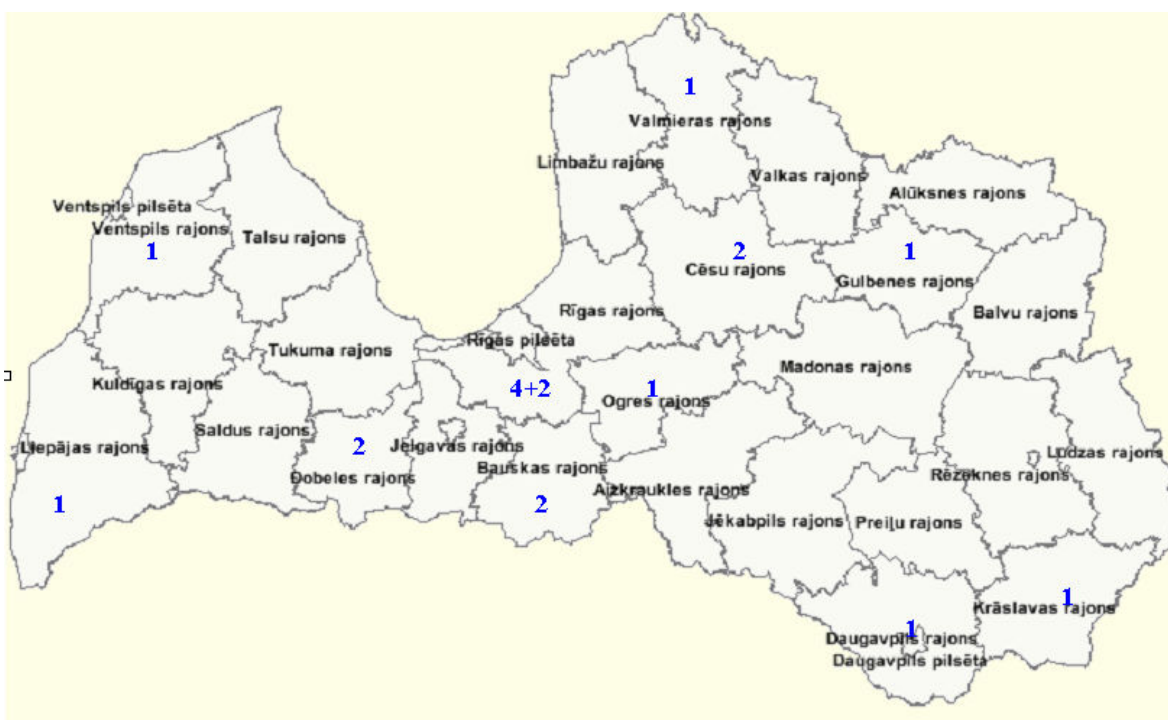 1
Valmieras rajons
Limbažu rajons
Valkas rajons
Alūksnes rajons
Ventspils pilsēta
Ventspils rajons
1
Talsu rajons
2
Cēsu rajons
1
Gulbenes rajons
Rīgas rajons
Balvu rajons
Rīgas pilsēta
Tukuma rajons
Madonas rajons
Kuldīgas rajons
4+2
1
Ogres rajons
Saldus rajons
Liepājas rajons
2
Dobeles rajons
Jelgavas rajons
Bauskas rajons
Ludzas rajons
Rēzeknes rajons
Aizkraukles rajons
1
2
Jēkabpils rajons
Preiļu rajons
1
Krāslavas rajons
1
Daugavpils rajons
Daugavpils pilsēta